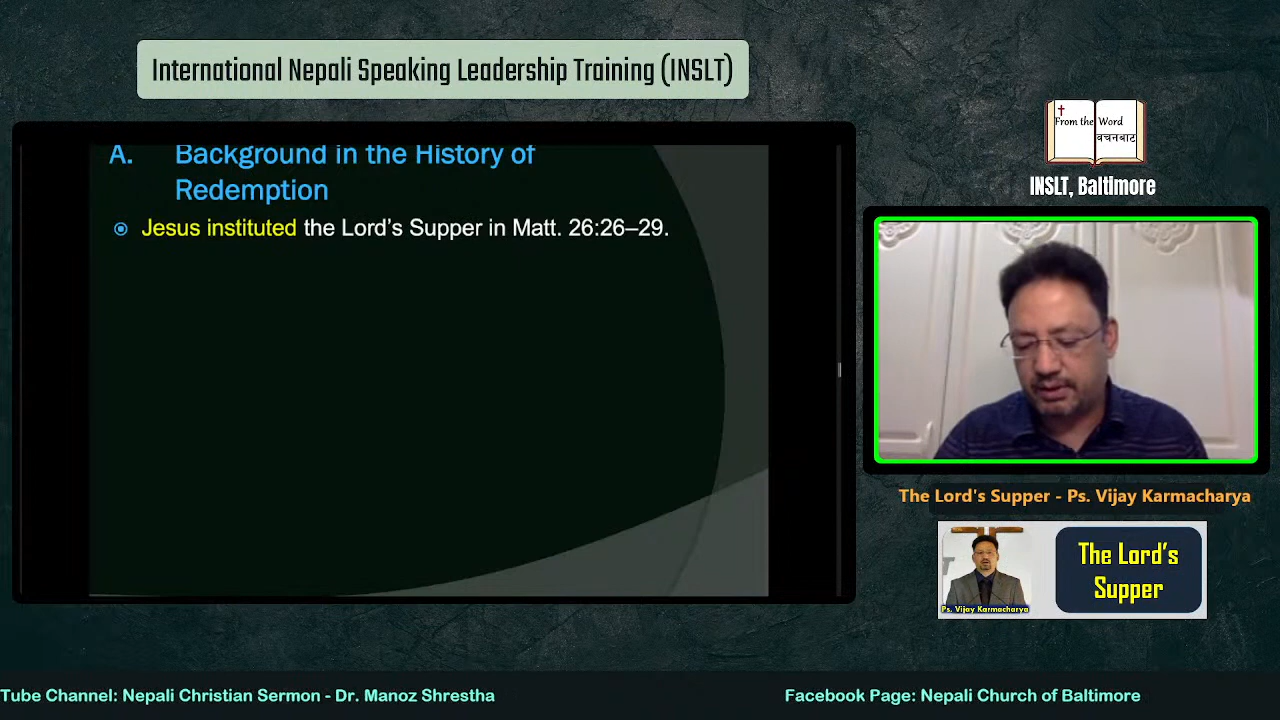 International Nepali Speaking Leadership Training (INSLT)
A. Background in the History of
Redemption
Jesus instituted the Lord's Supper in Matt. 26:26–29.
From the Word
वचनबाट
INSLT, Baltimore
The Lord's Supper - Ps. Vijay Karmacharya
Ps. Vijay Karmacharya
The Lord's
Supper
Tube Channel: Nepali Christian Sermon - Dr. Manoz Shrestha
Facebook Page: Nepali Church of Baltimore